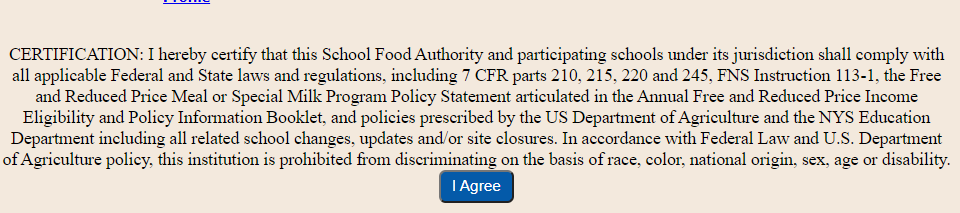 Profile
CERTIFICATION: I hereby certify that this School Food Authority and participating schools under its jurisdiction shall comply with
all applicable Federal and State laws and regulations, including 7 CFR parts 210, 215, 220 and 245, FNS Instruction 113-1, the Free
and Reduced Price Meal or Special Milk Program Policy Statement articulated in the Annual Free and Reduced Price Income
Eligibility and Policy Information Booklet, and policies prescribed by the US Department of Agriculture and the NYS Education
Department including all related school changes, updates and/or site closures. In accordance with Federal Law and U.S. Department
of Agriculture policy, this institution is prohibited from discriminating on the basis of race, color, national origin, sex, age or disability.
I Agree